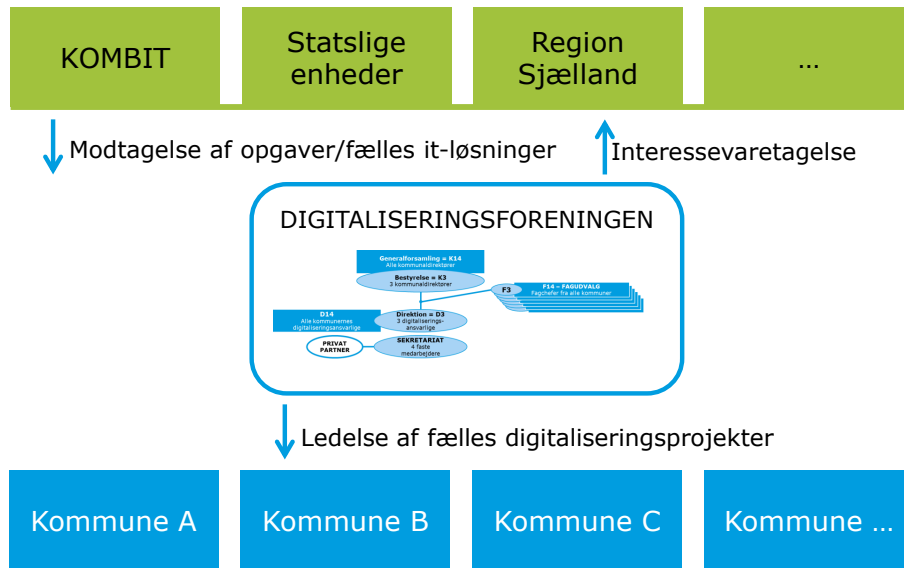 KOMBIT
Statslige
enheder
Region
Sjælland
…
Modtagelse af opgaver/fælles it-løsninger
Interessevaretagelse
DIGITALISERINGSFORENINGEN
Generalforsamling = K14
Alle kommunaldirektører
Bestyrelse = K3
3 kommunaldirektører
F3
F14 – FAGUDVALG
Fagchefer fra alle kommuner
D14
Alle kommunernes
digitaliseringsansvarlige
Direktion = D3
3 digitaliserings-
ansvarlige
PRIVAT
PARTNER
SEKRETARIAT
4 faste
medarbejdere
Ledelse af fælles digitaliseringsprojekter
Kommune A
Kommune B
Kommune C
Kommune …